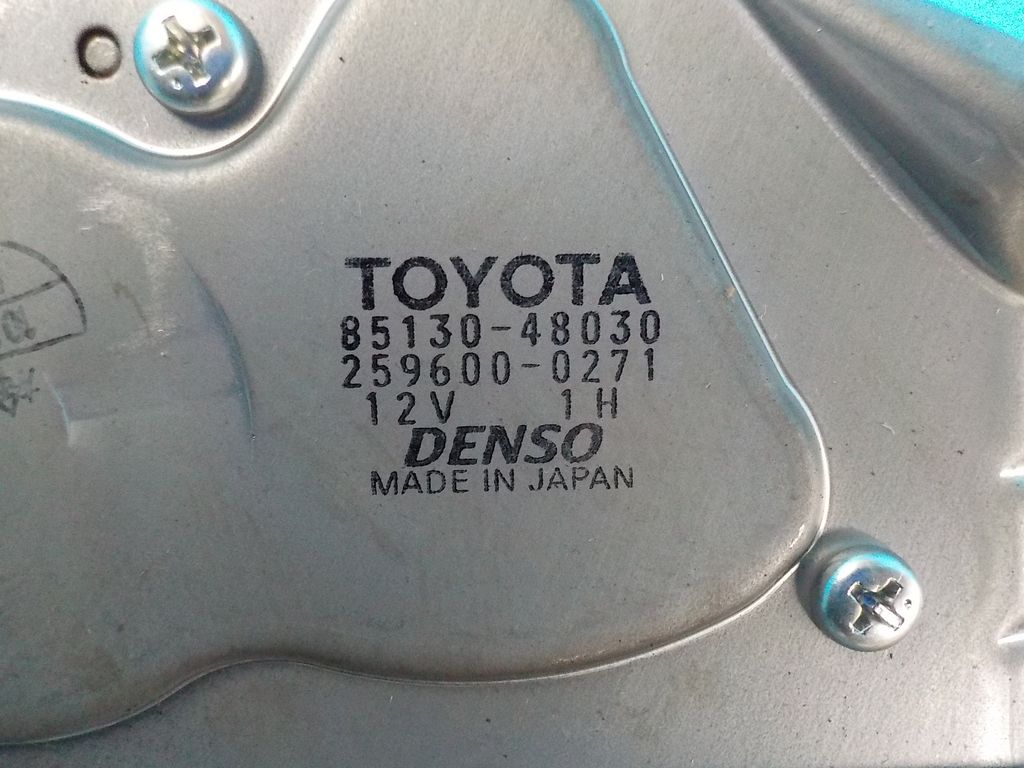 TOYOTA
85130-48030
259600-0271
12V 1H
DENSO
MADE IN JAPAN